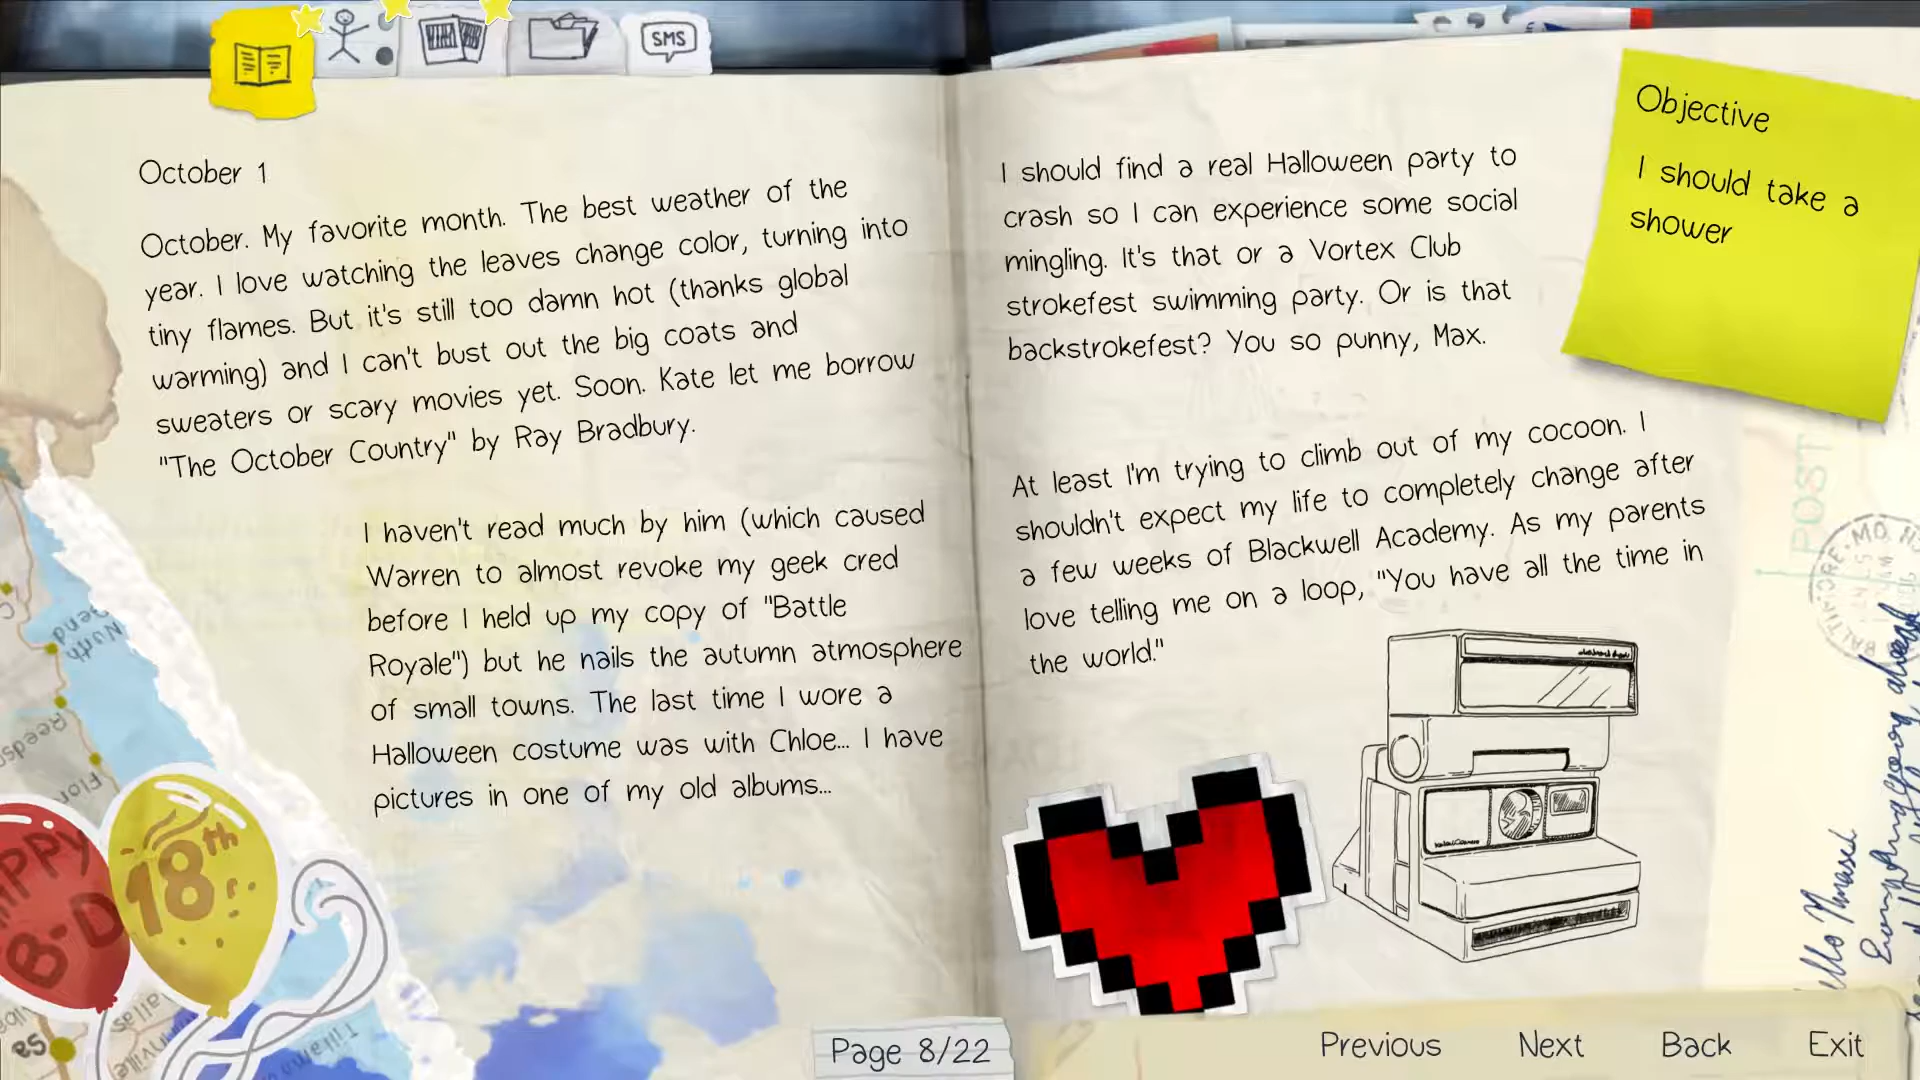 SMS
October 1
October. My favorite month. The best weather of the
year. I love watching the leaves change color, turning into
tiny flames. But it's still too damn hot (thanks global
warming) and I can't bust out the big coats and
sweaters or scary movies yet. Soon. Kate let me borrow
"The October Country" by Ray Bradbury.
I haven't read much by him (which caused
Warren to almost revoke my geek cred
before I held up my copy of "Battle
Royale") but he nails the autumn atmosphere
of small towns. The last time I wore a
Halloween costume was with Chloe... I have
pictures in one of my old albums...
I should find a real Halloween party to
crash so I can experience some social
mingling. It's that or a Vortex Club
strokefest swimming party. Or is that
backstrokefest? You so punny, Max.
At least I'm trying to climb out of my cocoon. I
shouldn't expect my life to completely change after
a few weeks of Blackwell Academy. As my parents
love telling me on a loop, "You have all the time in
the world."
Objective
I should take a
shower
North
Bend
Reedsp
Flor
PPY
B-D
18th
POST
BALTIMORE, MD.
Page 8/22
Previous
Next
Back
Exit